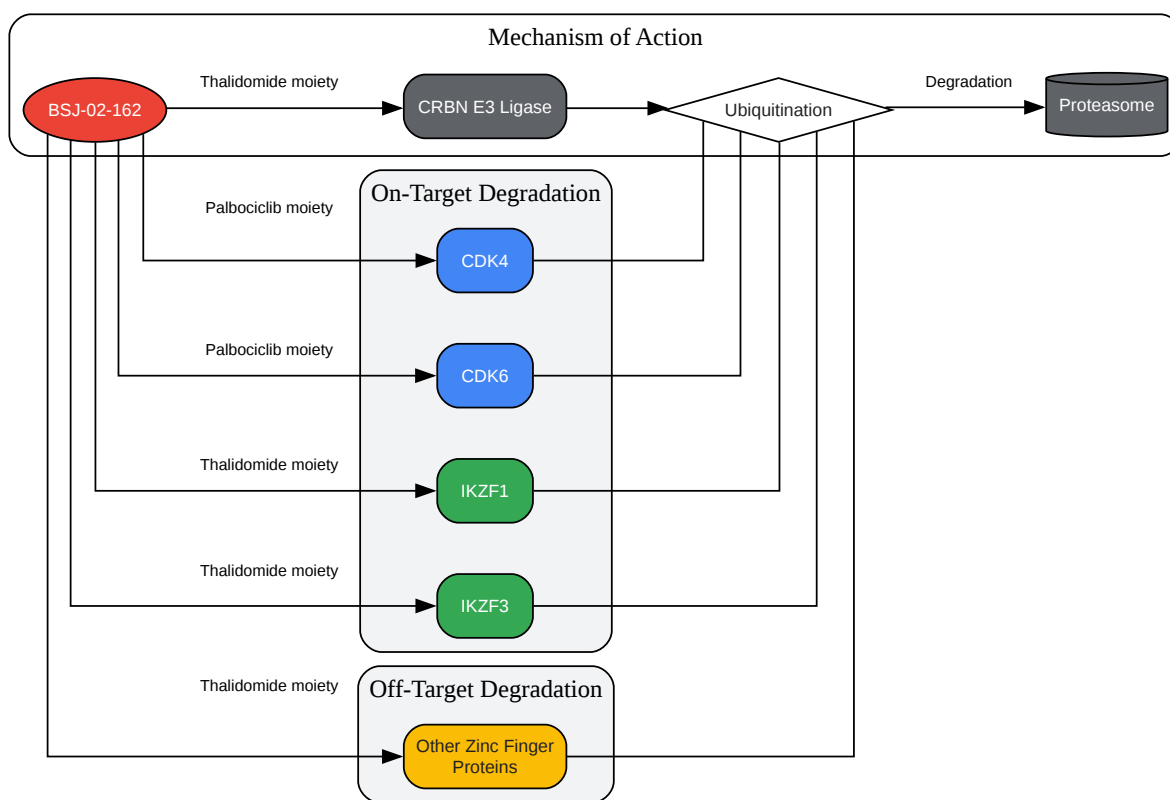 Mechanism of Action
Thalidomide moiety
Degradation
BSJ-02-162
CRBN E3 Ligase
Ubiquitination
Proteasome
On-Target Degradation
Palbociclib moiety
CDK4
Palbociclib moiety
CDK6
Thalidomide moiety
IKZF1
Thalidomide moiety
IKZF3
Thalidomide moiety
Off-Target Degradation
Other Zinc Finger
Proteins